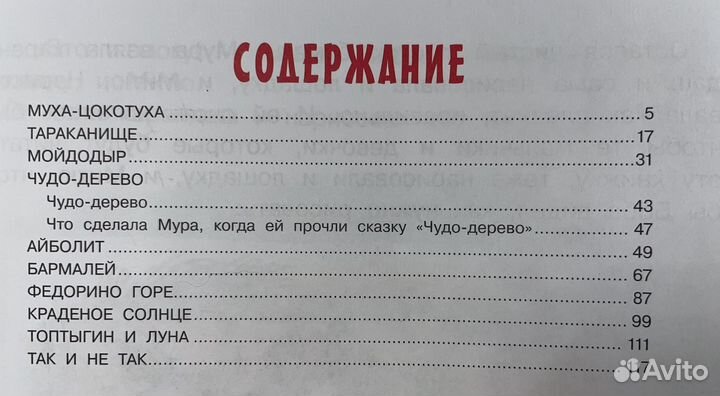 СОДЕРЖАНИЕ
МУХА-ЦОКОТУХА 5
ТАРАКАНИЩЕ 17
МОЙДОДЫР 31
ЧУДО-ДЕРЕВО
Чудо-дерево 43
Что сделала Мура, когда ей прочли сказку «Чудо-дерево» 47
АЙБОЛИТ 49
БАРМАЛЕЙ 67
ФЕДОРИНО ГОРЕ 87
КРАДЕНОЕ СОЛНЦЕ 99
ТОПТЫГИН И ЛУНА 111
ТАК И НЕ ТАК
Avito